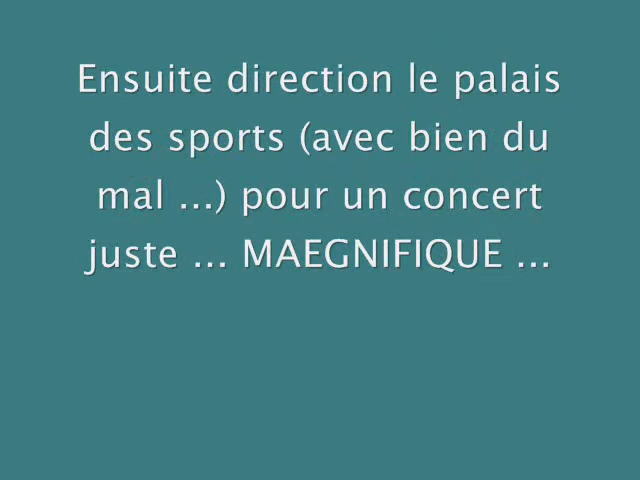 Ensuite direction le palais
des sports (avec bien du
mal ...) pour un concert
juste ... MAEGNIFIQUE ...